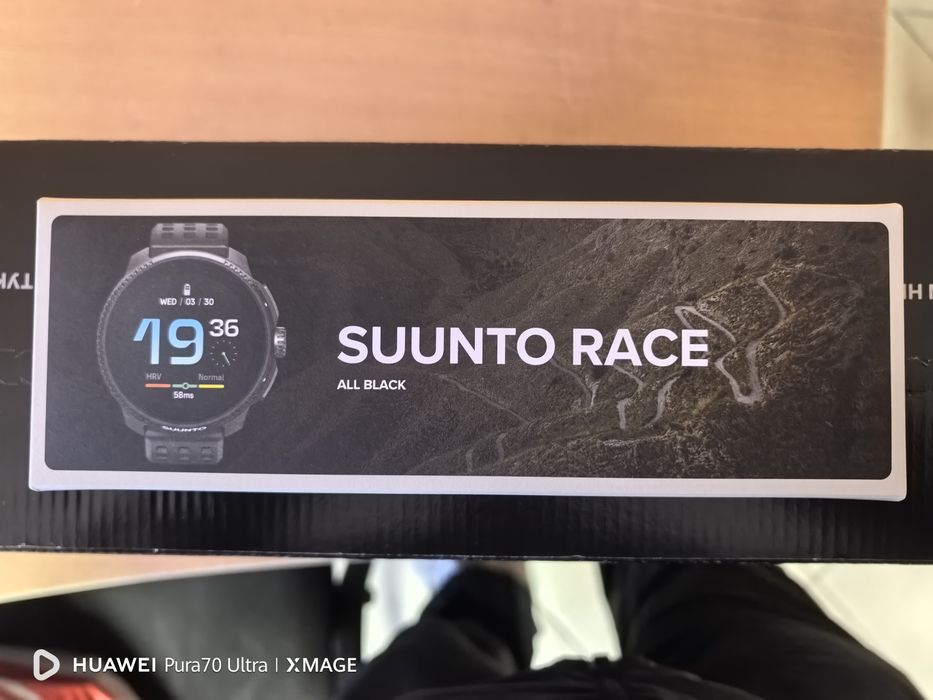 WED / 03 / 30
19 36
HRV Normal
58ms
SUUNTO
SUUNTO RACE
ALL BLACK
HUAWEI Pura70 Ultra | XMAGE